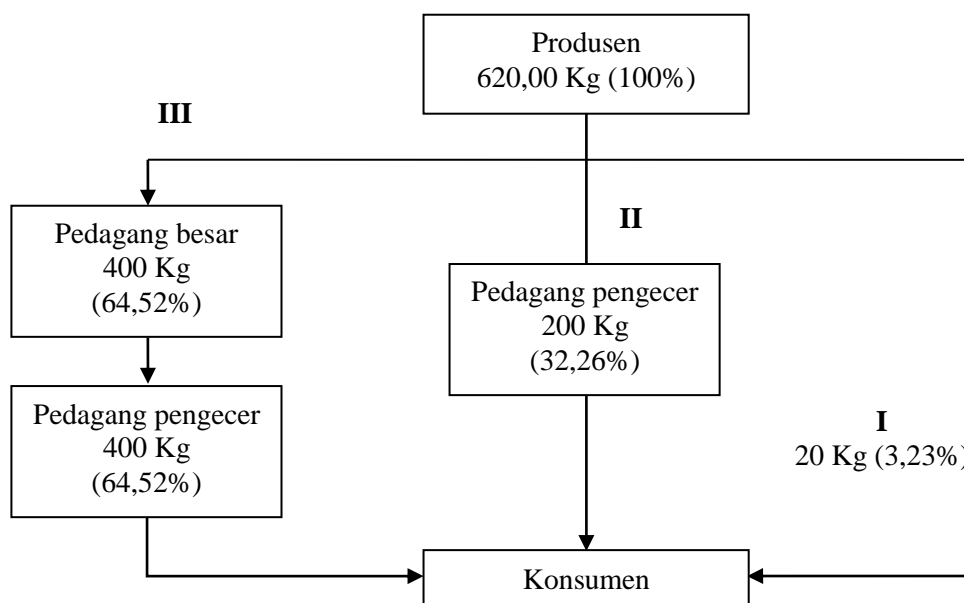 Produsen
620,00 Kg (100%)
III
Pedagang besar
400 Kg
(64,52%)
II
Pedagang pengecer
200 Kg
(32,26%)
Pedagang pengecer
400 Kg
(64,52%)
I
20 Kg (3,23%)
Konsumen